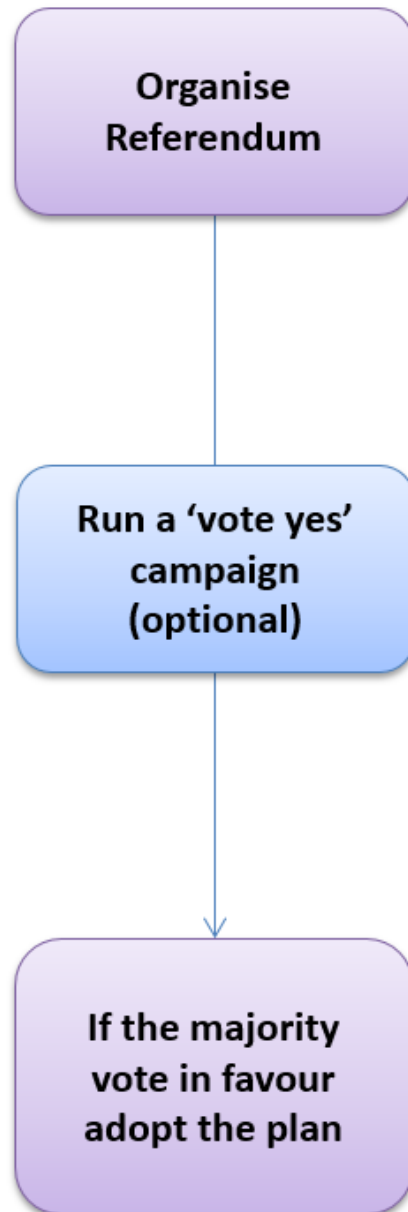 Organise
Referendum
Run a ‘vote yes’
campaign
(optional)
If the majority
vote in favour
adopt the plan